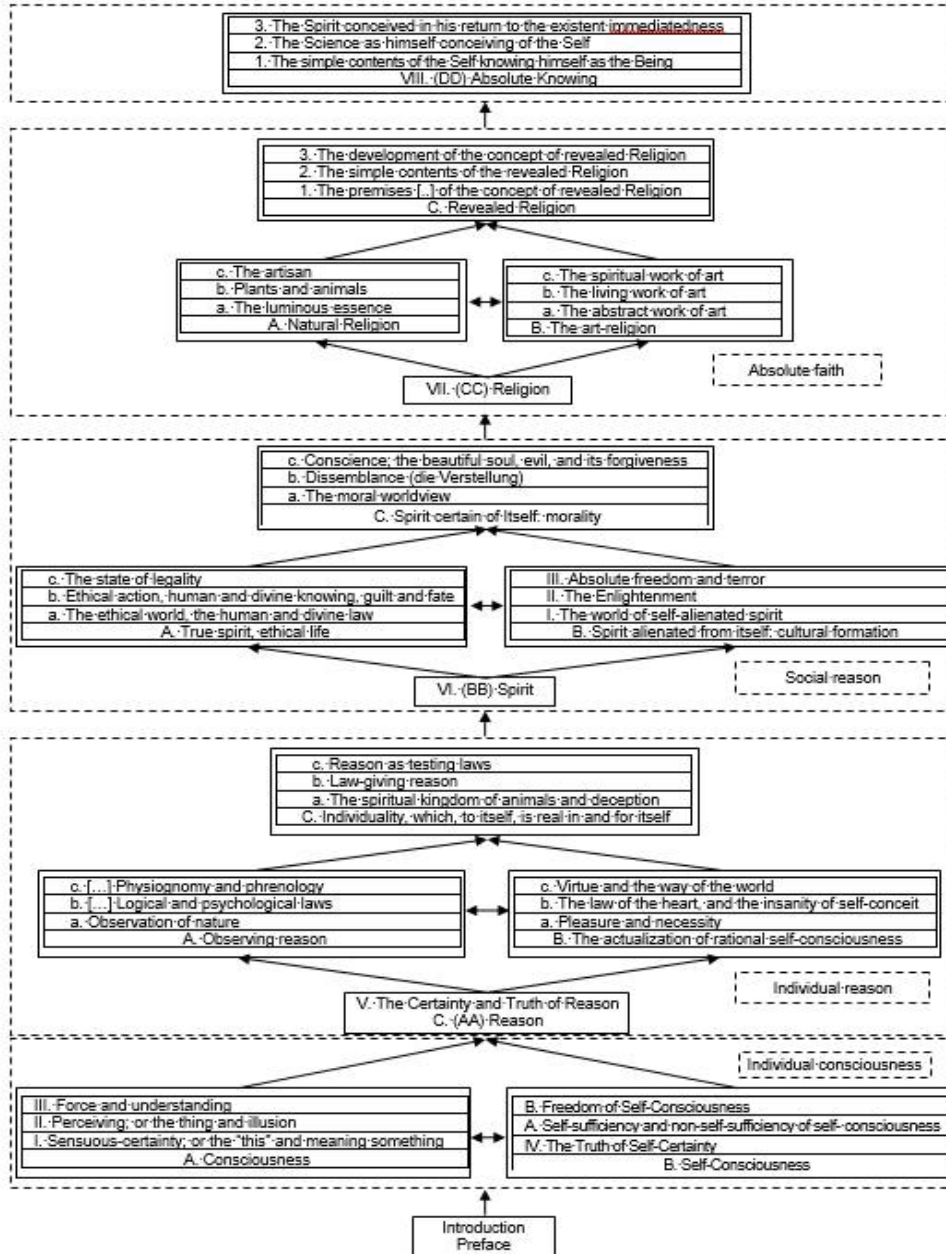 3. The Spirit conceived in his return to the existent immediatedness
2. The Science as himself conceiving of the Self
1. The simple contents of the Self knowing himself as the Being
VIII. (DD) Absolute Knowing
3. The development of the concept of revealed Religion
2. The simple contents of the revealed Religion
1. The premises [..] of the concept of revealed Religion
C. Revealed Religion
c. The artisan
b. Plants and animals
a. The luminous essence
A. Natural Religion
c. The spiritual work of art
b. The living work of art
a. The abstract work of art
B. The art-religion
Absolute faith
VII. (CC) Religion
c. Conscience; the beautiful soul, evil, and its forgiveness
b. Dissemblance (die Verstellung)
a. The moral worldview
C. Spirit certain of Itself: morality
c. The state of legality
b. Ethical action, human and divine knowing, guilt and fate
a. The ethical world, the human and divine law
A. True spirit, ethical life
III. Absolute freedom and terror
II. The Enlightenment
I. The world of self-alienated spirit
B. Spirit alienated from itself: cultural formation
Social reason
VI. (BB) Spirit
c. Reason as testing laws
b. Law-giving reason
a. The spiritual kingdom of animals and deception
C. Individuality, which, to itself, is real in and for itself
c. […] Physiognomy and phrenology
b. […] Logical and psychological laws
a. Observation of nature
A. Observing reason
c. Virtue and the way of the world
b. The law of the heart, and the insanity of self-conceit
a. Pleasure and necessity
B. The actualization of rational self-consciousness
Individual reason
V. The Certainty and Truth of Reason
C. (AA) Reason
Individual consciousness
III. Force and understanding
II. Perceiving; or the thing and illusion
I. Sensuous-certainty; or the "this" and meaning something
A. Consciousness
B. Freedom of Self-Consciousness
A. Self-sufficiency and non-self-sufficiency of self-consciousness
IV. The Truth of Self-Certainty
B. Self-Consciousness
Introduction
Preface